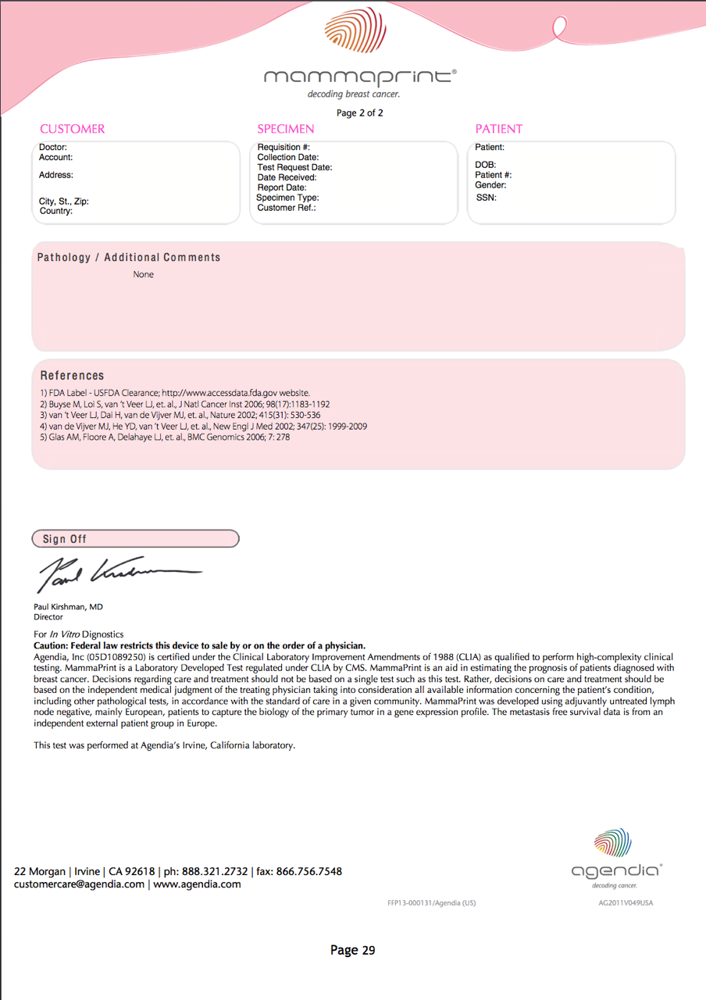 mammaprint®
decoding breast cancer.
Page 2 of 2
CUSTOMER
Doctor:
Account:
Address:
City, St., Zip:
Country:
SPECIMEN
Requisition #:
Collection Date:
Test Request Date:
Date Received:
Report Date:
Specimen Type:
Customer Ref.:
PATIENT
Patient:
DOB:
Patient #:
Gender:
SSN:
Pathology / Additional Comments
None
References
1) FDA Label - USFDA Clearance; http://www.accessdata.fda.gov website.
2) Buyse M, Loi S, van 't Veer LJ, et. al., J Natl Cancer Inst 2006; 98(17):1183-1192
3) van 't Veer LJ, Dai H, van de Vijver MJ, et. al., Nature 2002; 415(31): 530-536
4) van de Vijver MJ, He YD, van 't Veer LJ, et. al., New Engl J Med 2002; 347(25): 1999-2009
5) Glas AM, Floore A, Delahaye LJ, et. al., BMC Genomics 2006; 7: 278
Sign Off
Paul Kirshman
Paul Kirshman, MD
Director
For In Vitro Dignostics
Caution: Federal law restricts this device to sale by or on the order of a physician.
Agendia, Inc (05D1089250) is certified under the Clinical Laboratory Improvement Amendments of 1988 (CLIA) as qualified to perform high-complexity clinical
testing. MammaPrint is a Laboratory Developed Test regulated under CLIA by CMS. MammaPrint is an aid in estimating the prognosis of patients diagnosed with
breast cancer. Decisions regarding care and treatment should not be based on a single test such as this test. Rather, decisions on care and treatment should be
based on the independent medical judgment of the treating physician taking into consideration all available information concerning the patient's condition,
including other pathological tests, in accordance with the standard of care in a given community. MammaPrint was developed using adjuvantly untreated lymph
node negative, mainly European, patients to capture the biology of the primary tumor in a gene expression profile. The metastasis free survival data is from an
independent external patient group in Europe.
This test was performed at Agendia's Irvine, California laboratory.
22 Morgan | Irvine | CA 92618 | ph: 888.321.2732 | fax: 866.756.7548
customercare@agendia.com | www.agendia.com
agendia®
decoding cancer.
FFP13-000131/Agendia (US)
AG2011V049USA
Page 29